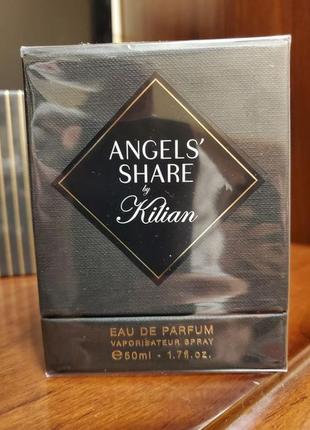 ANGELS'
SHARE
by
Kilian
EAU DE PARFUM
VAPORISATEUR SPRAY
℮50ml - 1.7fl.oz.